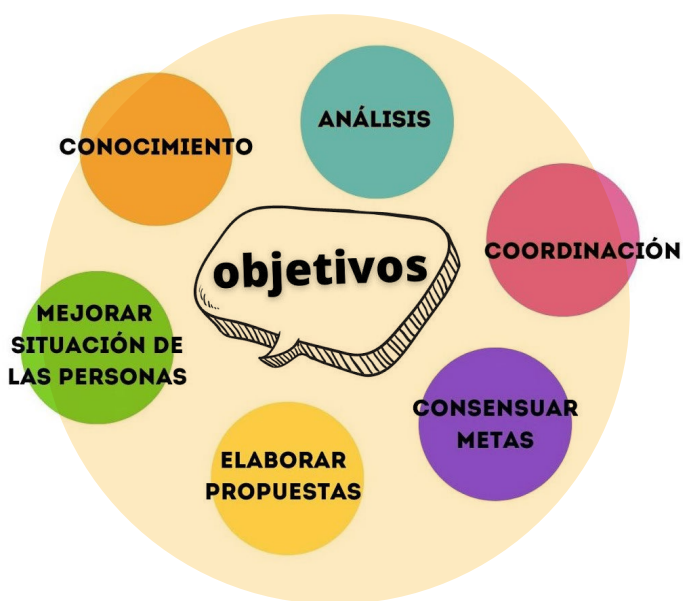 ANÁLISIS
CONOCIMIENTO
COORDINACIÓN
objetivos
MEJORAR
SITUACIÓN DE
LAS PERSONAS
CONSENSUAR
METAS
ELABORAR
PROPUESTAS